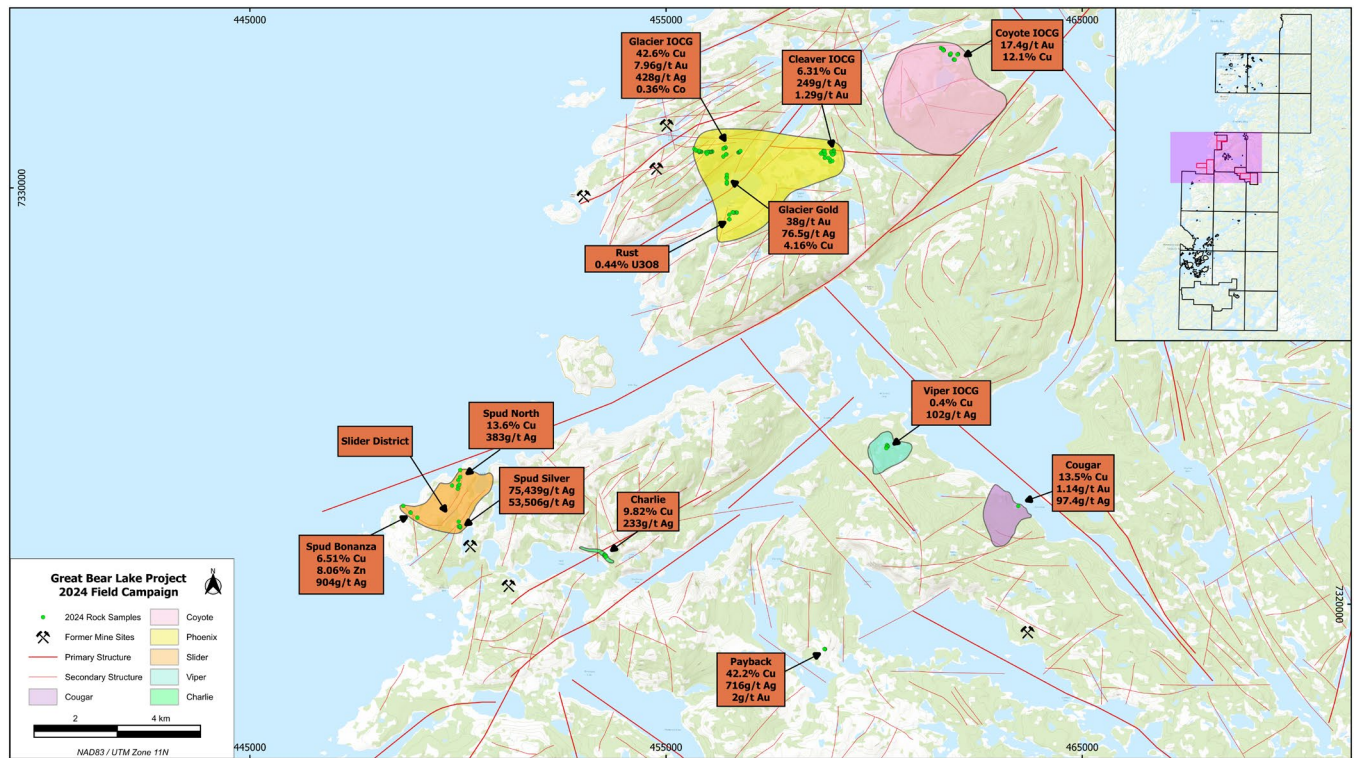 445000
455000
465000
7330000
Glacier IOCG
42.6% Cu
7.96g/t Au
428g/t Ag
0.36% Co
Cleaver IOCG
6.31% Cu
249g/t Ag
1.29g/t Au
Coyote IOCG
17.4g/t Au
12.1% Cu
Glacier Gold
38g/t Au
76.5g/t Ag
4.16% Cu
Rust
0.44% U3O8
Viper IOCG
0.4% Cu
102g/t Ag
Spud North
13.6% Cu
383g/t Ag
Slider District
Spud Silver
75,439g/t Ag
53,506g/t Ag
Charlie
9.82% Cu
233g/t Ag
Cougar
13.5% Cu
1.14g/t Au
97.4g/t Ag
Spud Bonanza
6.51% Cu
8.06% Zn
904g/t Ag
Payback
42.2% Cu
716g/t Ag
2g/t Au
7320000
Great Bear Lake Project
2024 Field Campaign
N
2024 Rock Samples
Former Mine Sites
Primary Structure
Secondary Structure
Cougar
Coyote
Phoenix
Slider
Viper
Charlie
2
4 km
NAD83 / UTM Zone 11N
445000
455000
465000